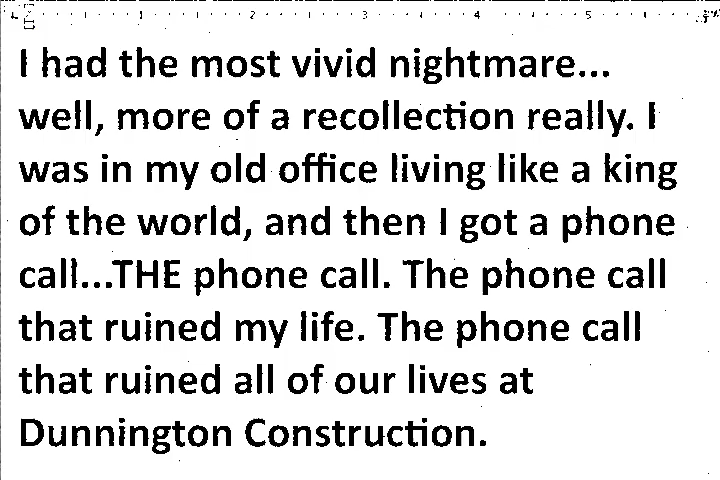 I had the most vivid nightmare...
well, more of a recollection really. I
was in my old office living like a king
of the world, and then I got a phone
call...THE phone call. The phone call
that ruined my life. The phone call
that ruined all of our lives at
Dunnington Construction.